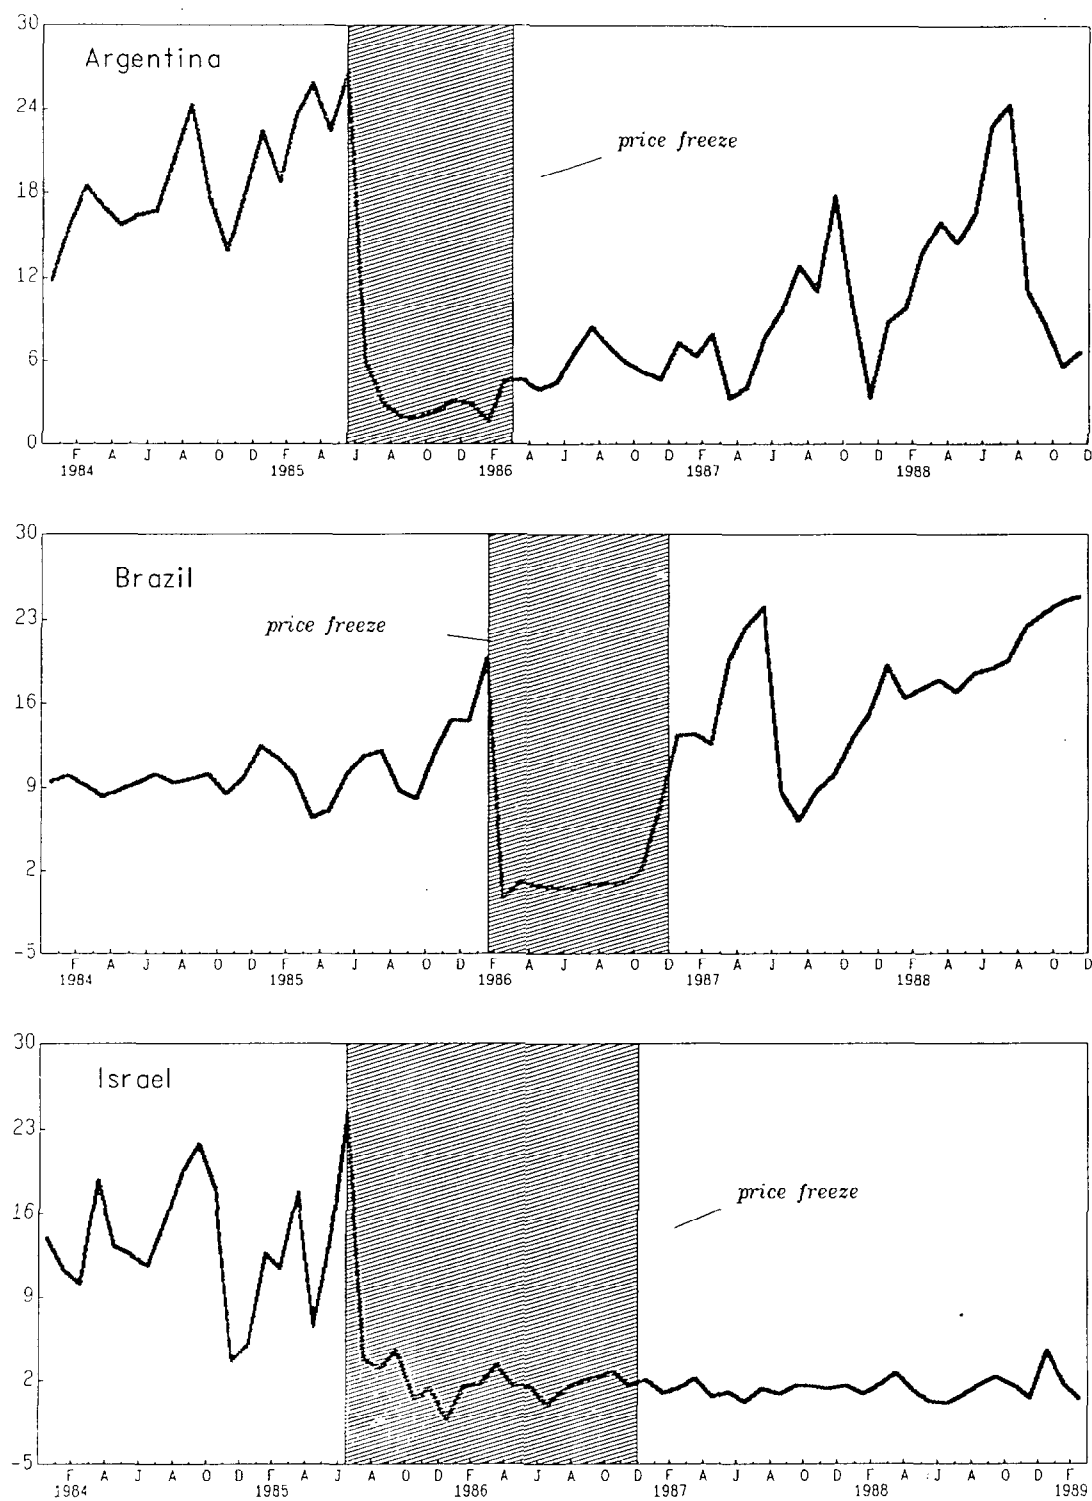 30
Argentina
24
price freeze
18
12
6
0
F A J A O D F A J A O D F A J A O D F A J A O D F A J A O D
1984 1985 1986 1987 1988
30
Brazil
23
price freeze
16
9
2
-5
F A J A O D F A J A O D F A J A O D F A J A O D F A J A O D
1984 1985 1986 1987 1988
30
Israel
23
price freeze
16
9
2
-5
F A J A O D F A J A O D F A J A O D F A J A O D F A J A O D F
1984 1985 1986 1987 1988 1989